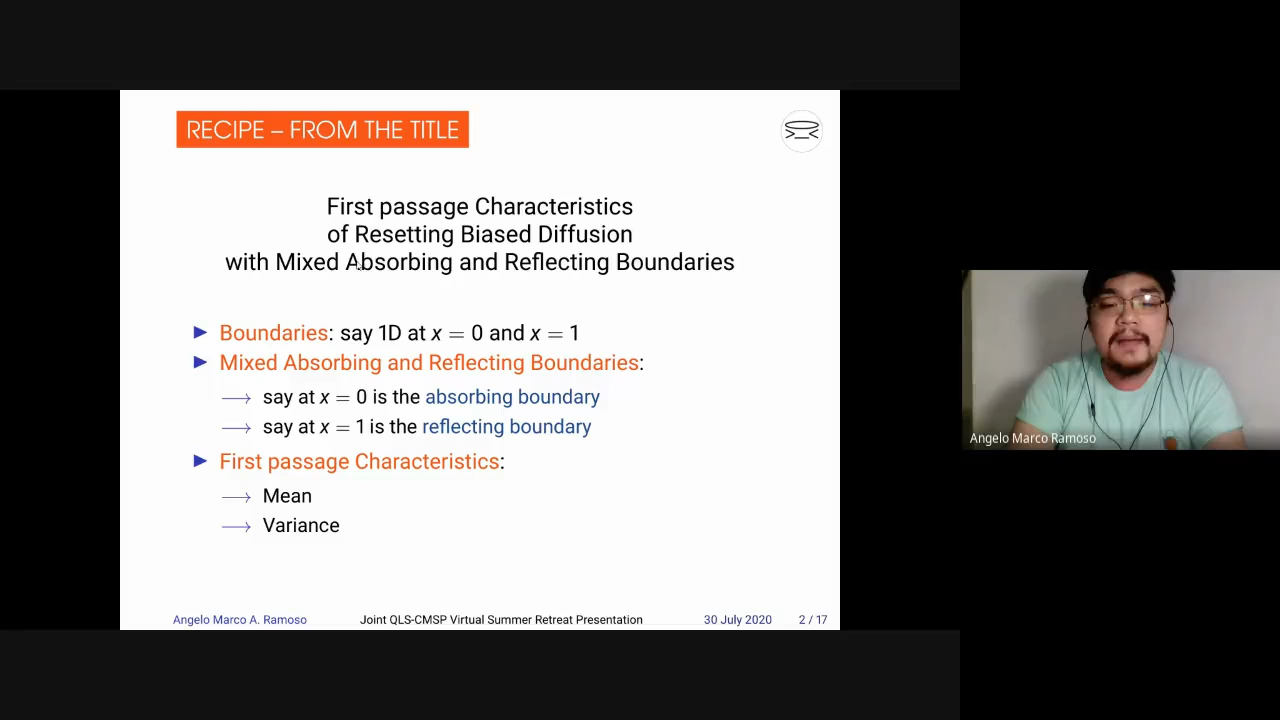 RECIPE – FROM THE TITLE
First passage Characteristics
of Resetting Biased Diffusion
with Mixed Absorbing and Reflecting Boundaries
Boundaries: say 1D at x = 0 and x = 1
Mixed Absorbing and Reflecting Boundaries:
⟶ say at x = 0 is the absorbing boundary
⟶ say at x = 1 is the reflecting boundary
First passage Characteristics:
⟶ Mean
⟶ Variance
Angelo Marco A. Ramoso Joint QLS-CMSP Virtual Summer Retreat Presentation 30 July 2020 2 / 17
Angelo Marco Ramoso